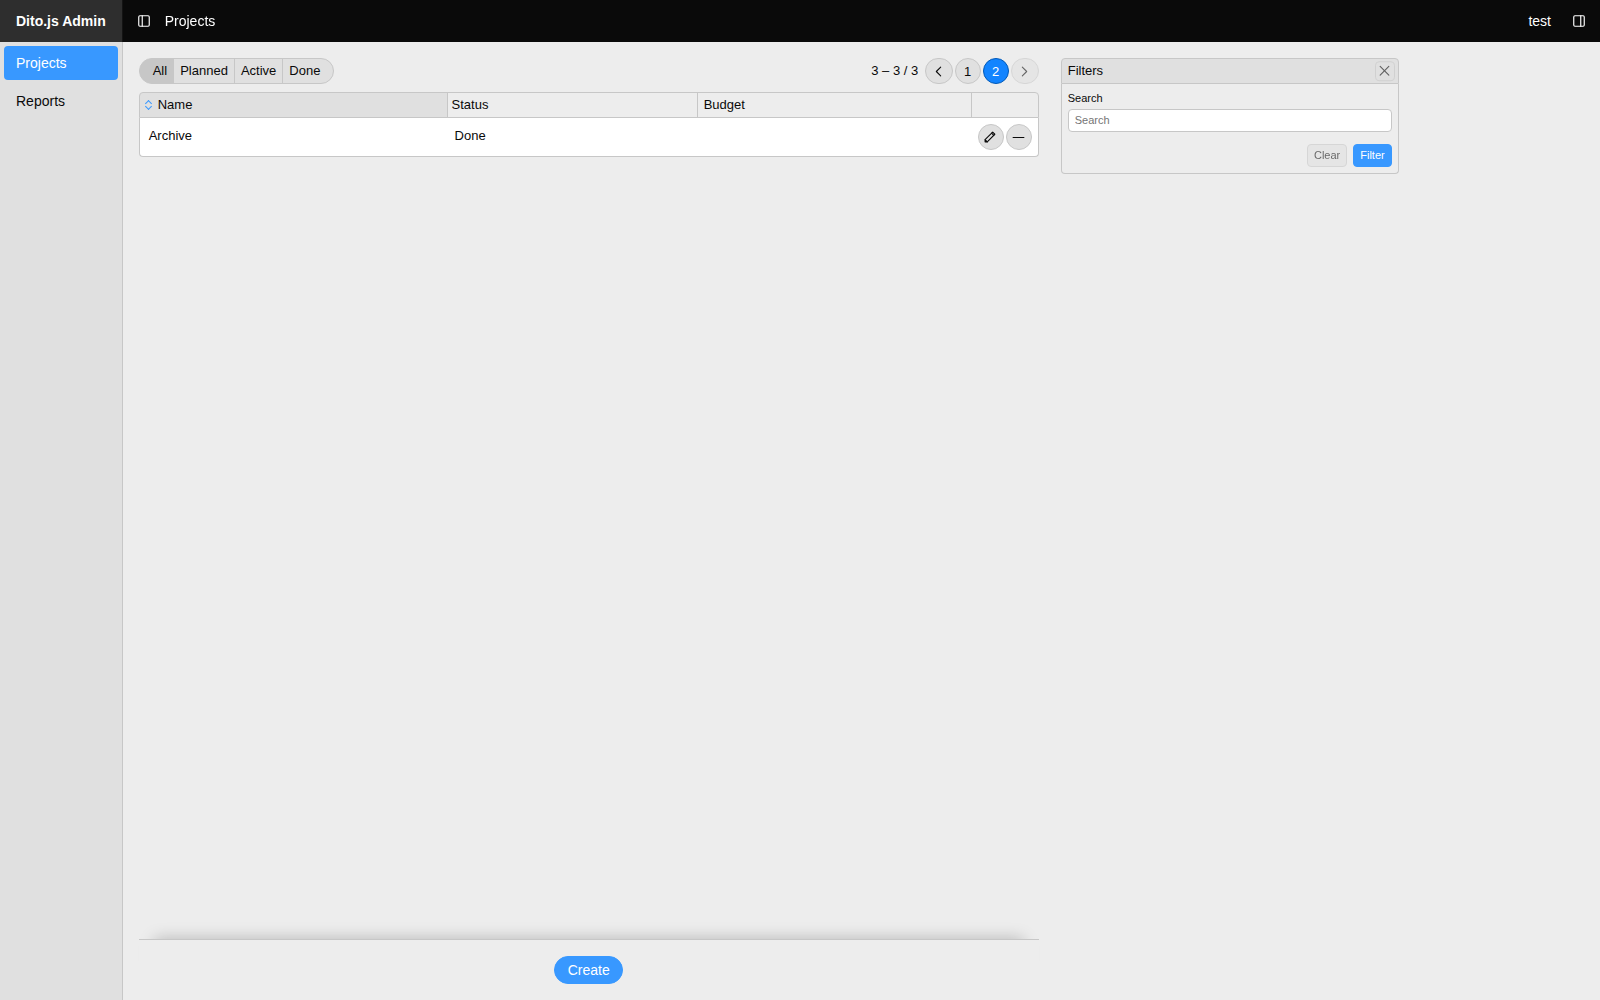 Dito.js Admin
Projects
test
Projects
Reports
All Planned Active Done
3 – 3 / 3 1 2
Name Status Budget
Archive Done
Filters
Search
Search
Clear Filter
Create